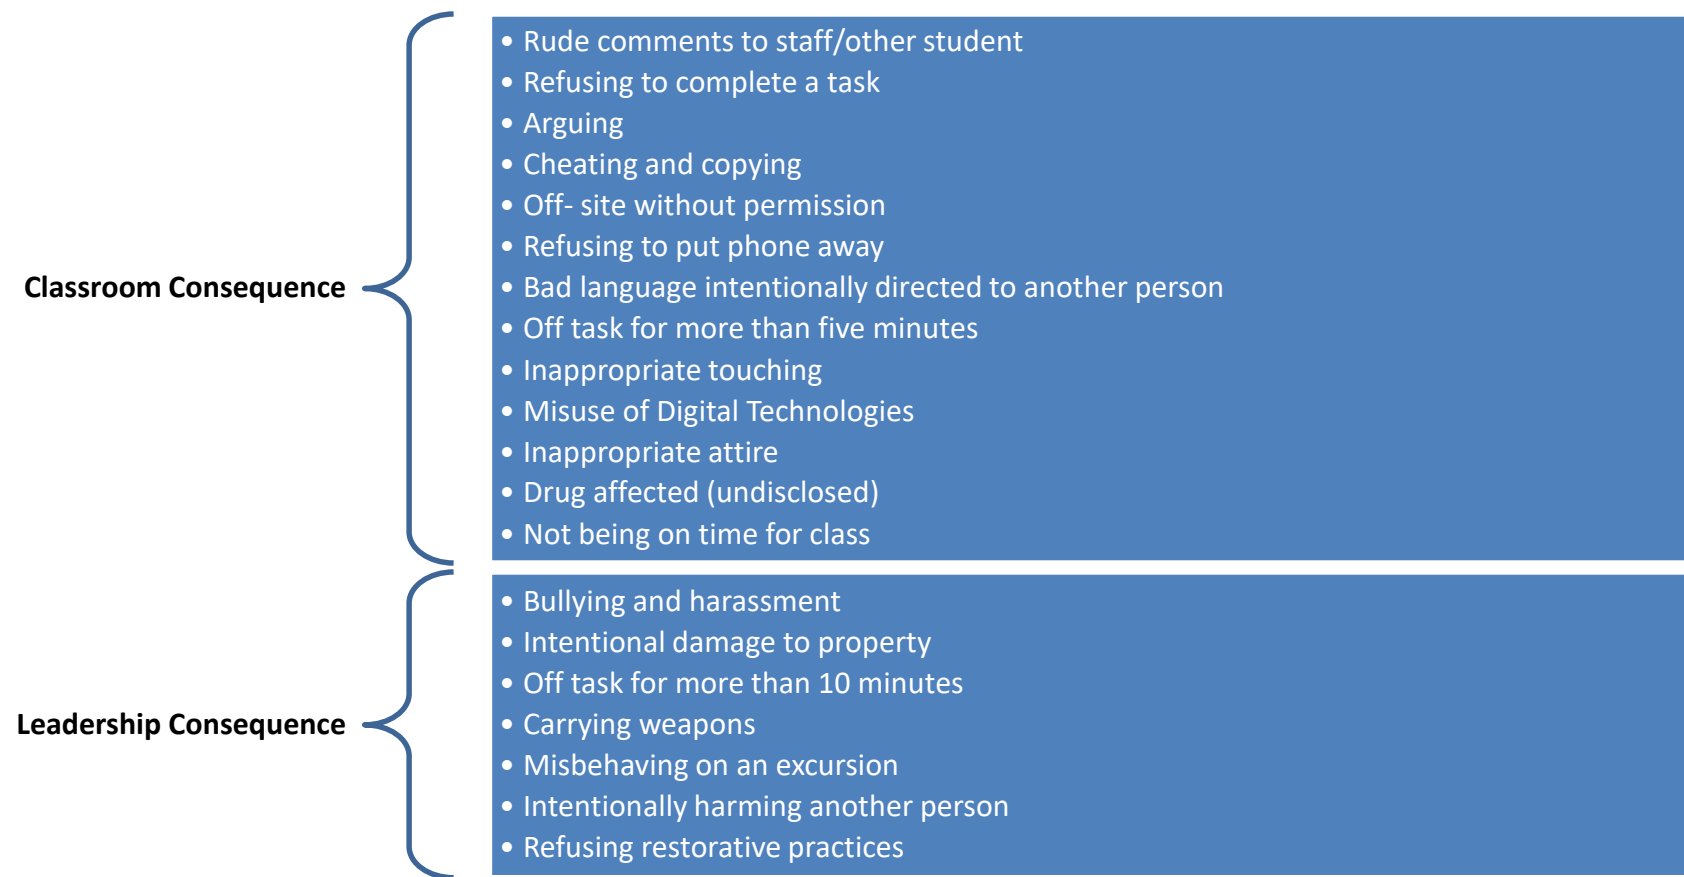 Classroom Consequence
• Rude comments to staff/other student
• Refusing to complete a task
• Arguing
• Cheating and copying
• Off- site without permission
• Refusing to put phone away
• Bad language intentionally directed to another person
• Off task for more than five minutes
• Inappropriate touching
• Misuse of Digital Technologies
• Inappropriate attire
• Drug affected (undisclosed)
• Not being on time for class
Leadership Consequence
• Bullying and harassment
• Intentional damage to property
• Off task for more than 10 minutes
• Carrying weapons
• Misbehaving on an excursion
• Intentionally harming another person
• Refusing restorative practices